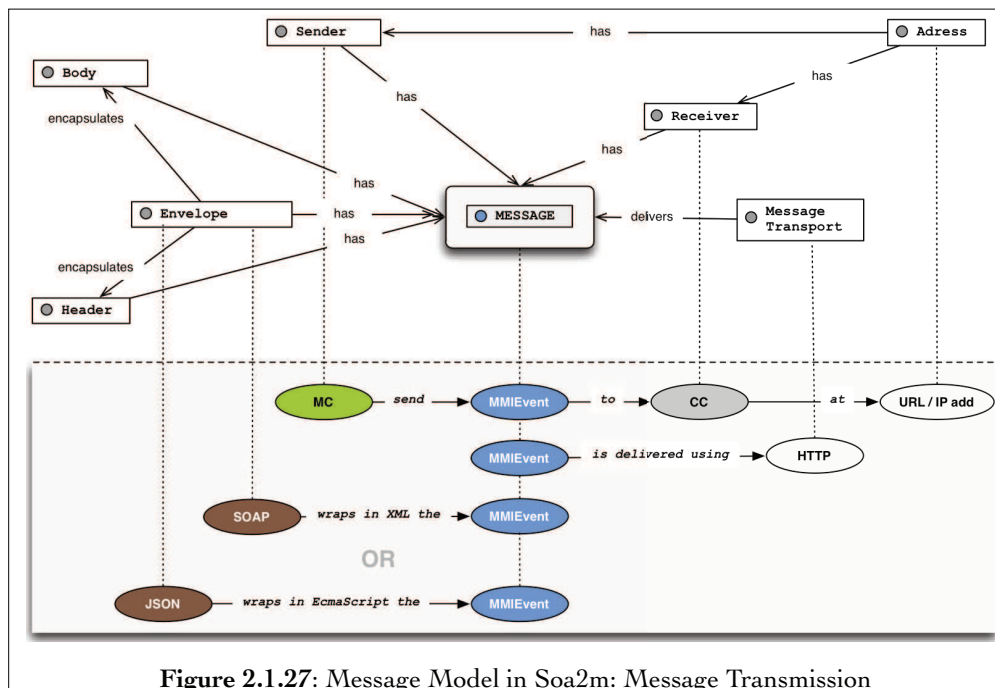 Sender
has
Adress
Body
has
has
encapsulates
Receiver
has
has
Envelope
has
MESSAGE
delivers
Message
Transport
has
encapsulates
Header
MC
send
MMIEvent
to
CC
at
URL / IP add
MMIEvent
is delivered using
HTTP
SOAP
wraps in XML the
MMIEvent
OR
JSON
wraps in EcmaScript the
MMIEvent
Figure 2.1.27: Message Model in Soa2m: Message Transmission